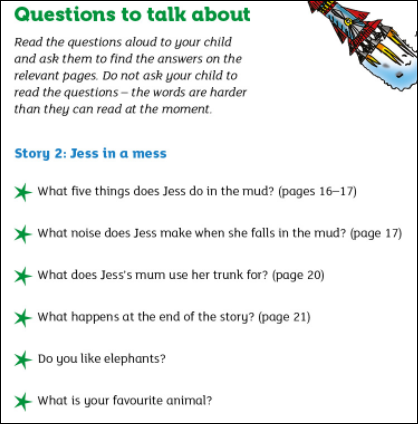 Questions to talk about
Read the questions aloud to your child
and ask them to find the answers on the
relevant pages. Do not ask your child to
read the questions – the words are harder
than they can read at the moment.
Story 2: Jess in a mess
What five things does Jess do in the mud? (pages 16–17)
What noise does Jess make when she falls in the mud? (page 17)
What does Jess's mum use her trunk for? (page 20)
What happens at the end of the story? (page 21)
Do you like elephants?
What is your favourite animal?